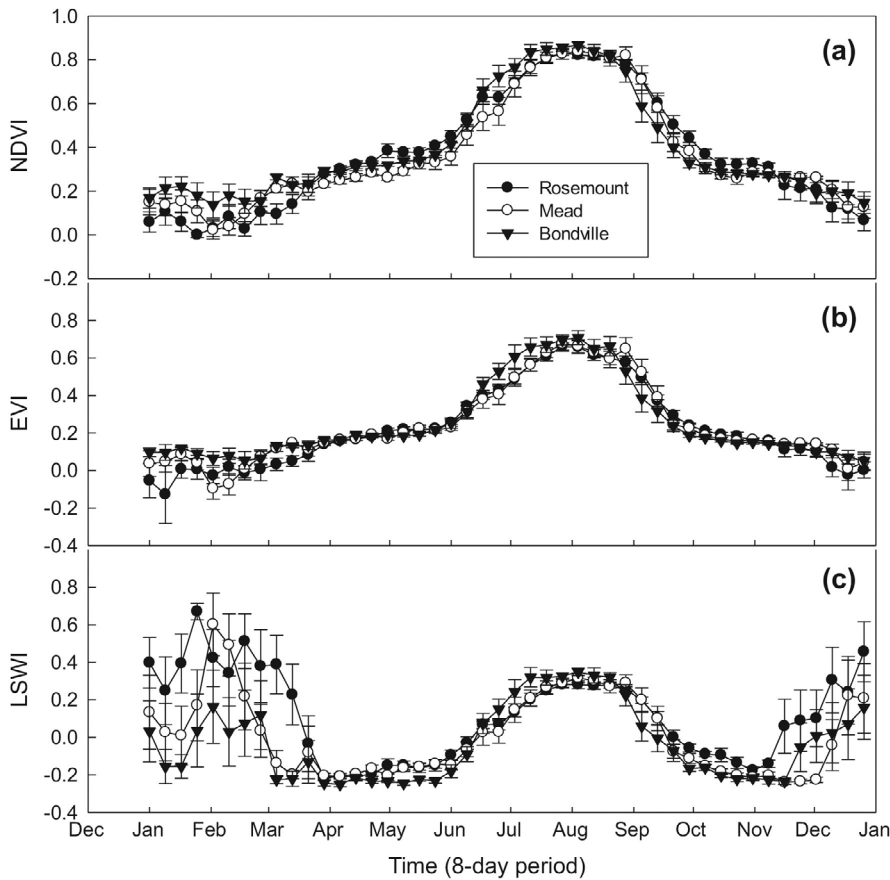 1.0
0.8
0.6
0.4
0.2
0.0
-0.2
NDVI
(a)
Rosemount
Mead
Bondville
0.8
0.6
0.4
0.2
0.0
-0.2
-0.4
EVI
(b)
0.8
0.6
0.4
0.2
0.0
-0.2
-0.4
LSWI
(c)
Dec Jan Feb Mar Apr May Jun Jul Aug Sep Oct Nov Dec Jan
Time (8-day period)